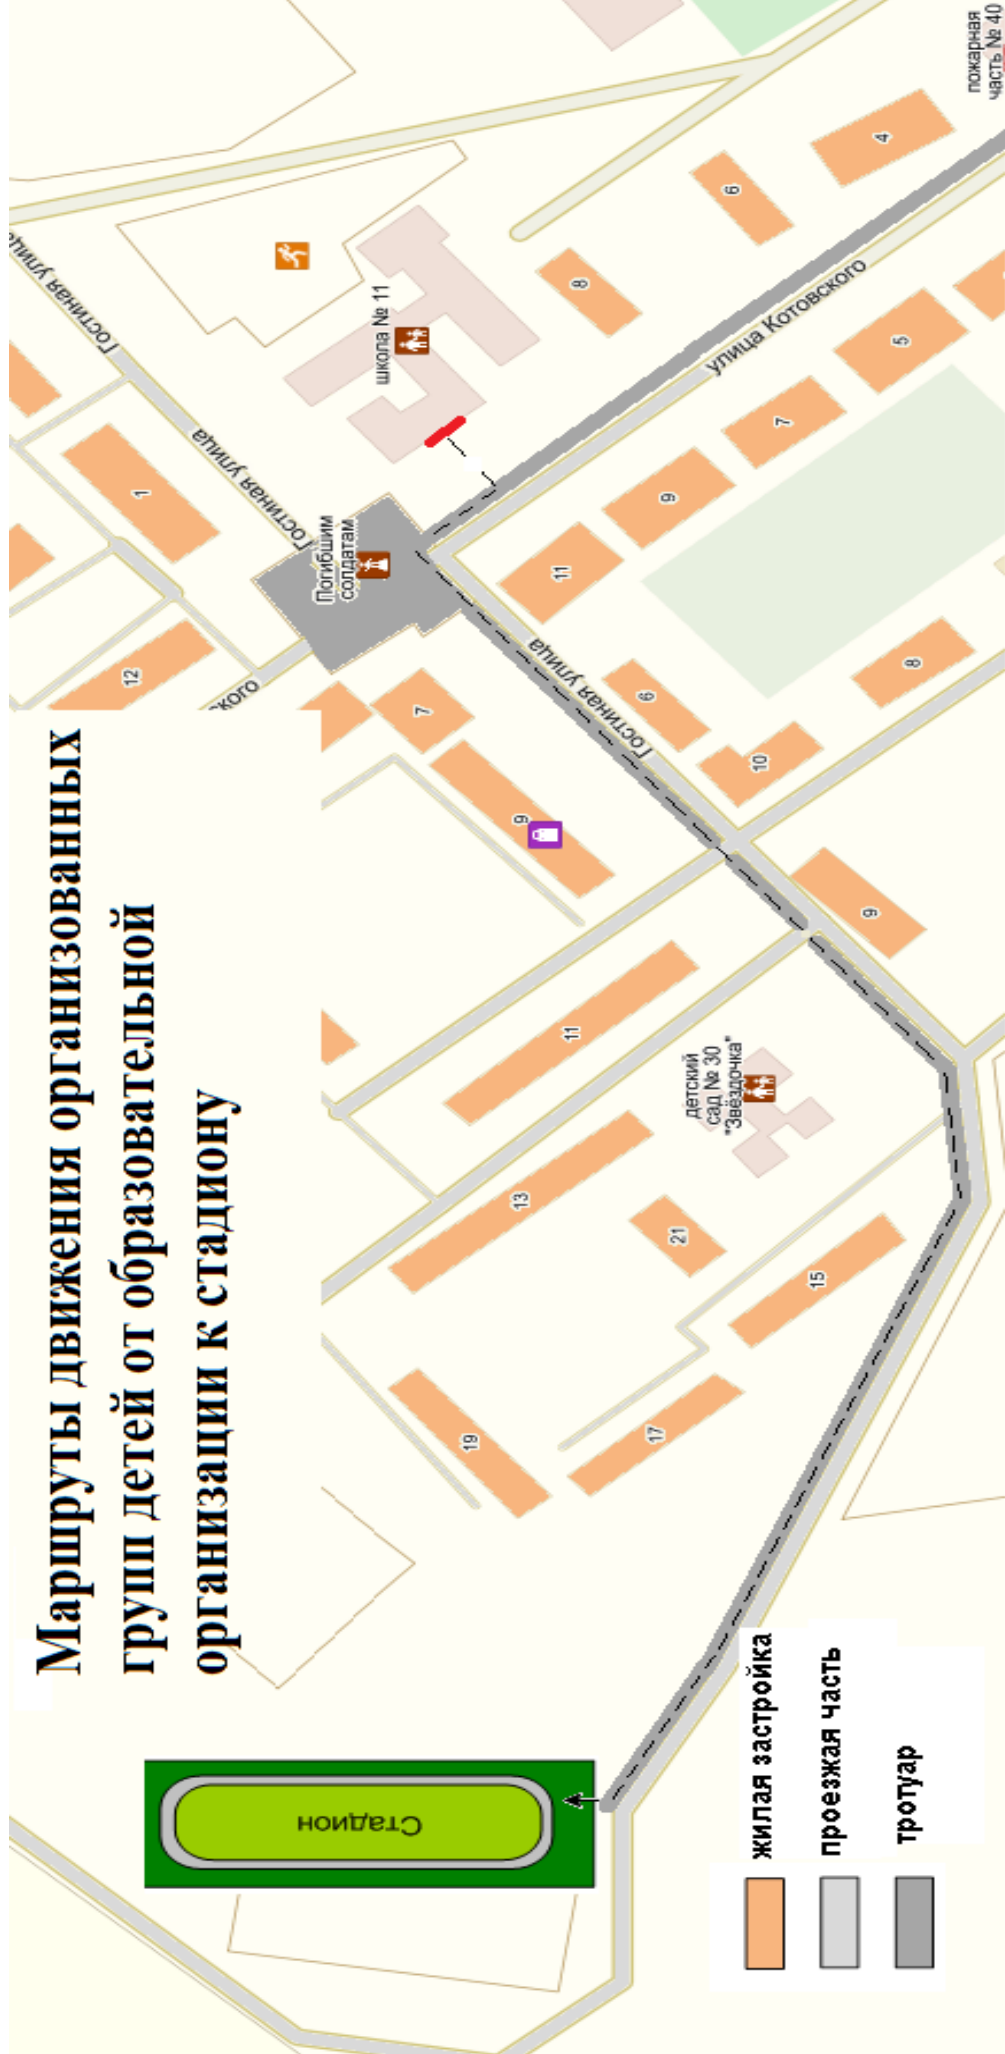 Маршруты движения организованных
групп детей от образовательной
организации к стадиону
Стадион
жилая застройка
проезжая часть
тротуар
19
17
13
21
15
11
детский
сад № 30
"Звёздочка"
9
9
7
12
ского
1
Погибшим
солдатам
Гостиная улица
Гостиная улица
Гостиная улица
10
6
8
11
9
7
5
школа № 11
улица Котовского
8
6
4
пожарная
часть № 40